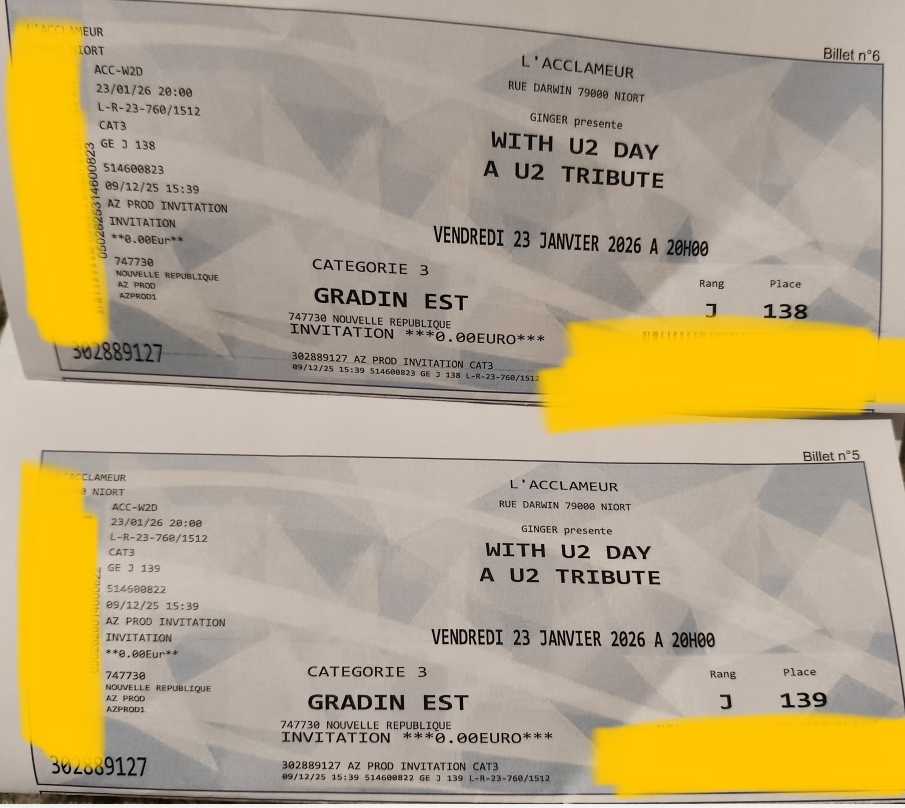 Billet n°6
L'ACCLAMEUR
NIORT
ACC-W2D
23/01/26 20:00
L-R-23-760/1512
CAT3
GE J 138
514600823
09/12/25 15:39
AZ PROD INVITATION
INVITATION
**0.00Eur**
747730
NOUVELLE REPUBLIQUE
AZ PROD
AZPROD1
302889127
L'ACCLAMEUR
RUE DARWIN 79000 NIORT
GINGER presente
WITH U2 DAY
A U2 TRIBUTE
VENDREDI 23 JANVIER 2026 A 20H00
CATEGORIE 3
GRADIN EST
Rang Place
J 138
747730 NOUVELLE REPUBLIQUE
INVITATION ***0.00EURO***
302889127 AZ PROD INVITATION CAT3
09/12/25 15:39 514600823 GE J 138 L-R-23-760/1512
Billet n°5
L'ACCLAMEUR
NIORT
ACC-W2D
23/01/26 20:00
L-R-23-760/1512
CAT3
GE J 139
514600822
09/12/25 15:39
AZ PROD INVITATION
INVITATION
**0.00Eur**
747730
NOUVELLE REPUBLIQUE
AZ PROD
AZPROD1
302889127
L'ACCLAMEUR
RUE DARWIN 79000 NIORT
GINGER presente
WITH U2 DAY
A U2 TRIBUTE
VENDREDI 23 JANVIER 2026 A 20H00
CATEGORIE 3
GRADIN EST
Rang Place
J 139
747730 NOUVELLE REPUBLIQUE
INVITATION ***0.00EURO***
302889127 AZ PROD INVITATION CAT3
09/12/25 15:39 514600822 GE J 139 L-R-23-760/1512